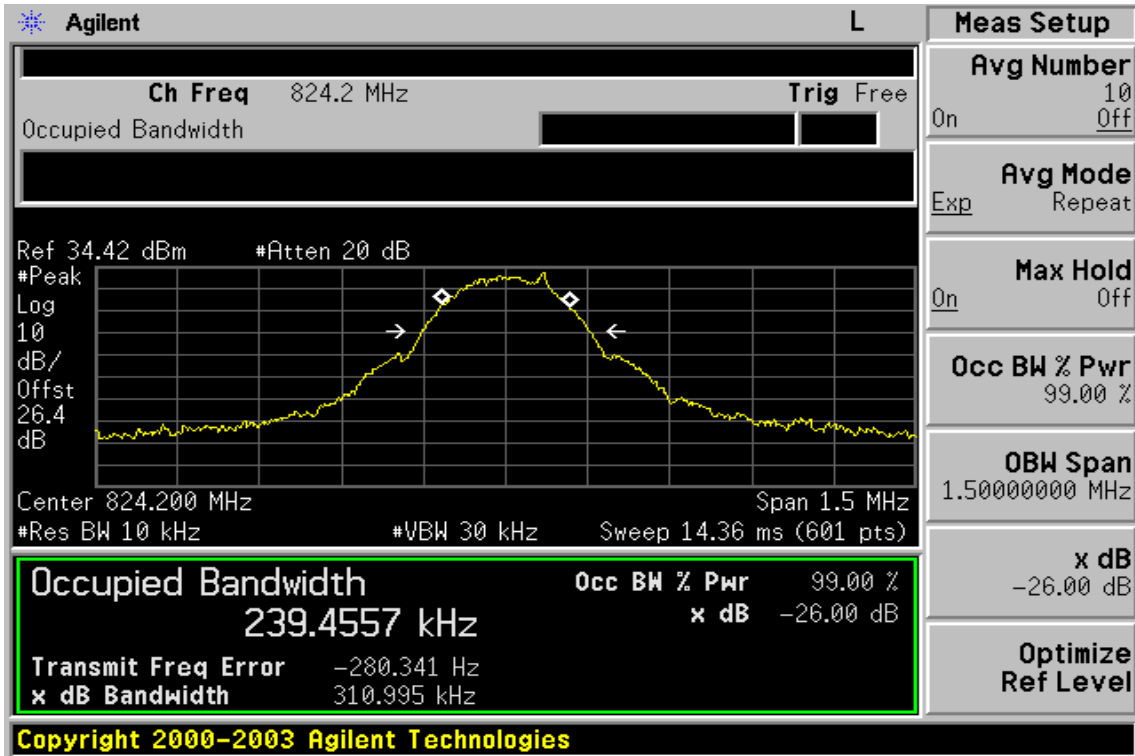 Agilent L
Ch Freq 824.2 MHz Trig Free
Occupied Bandwidth
Ref 34.42 dBm #Atten 20 dB
#Peak
Log
10
dB/
Offst
26.4
dB
Center 824.200 MHz Span 1.5 MHz
#Res BW 10 kHz #VBW 30 kHz Sweep 14.36 ms (601 pts)
Occupied Bandwidth
239.4557 kHz
Occ BW % Pwr 99.00 %
x dB -26.00 dB
Transmit Freq Error -280.341 Hz
x dB Bandwidth 310.995 kHz
Copyright 2000-2003 Agilent Technologies
Meas Setup
Avg Number
10
On Off
Avg Mode
Exp Repeat
Max Hold
On Off
Occ BW % Pwr
99.00 %
OBW Span
1.50000000 MHz
x dB
-26.00 dB
Optimize
Ref Level